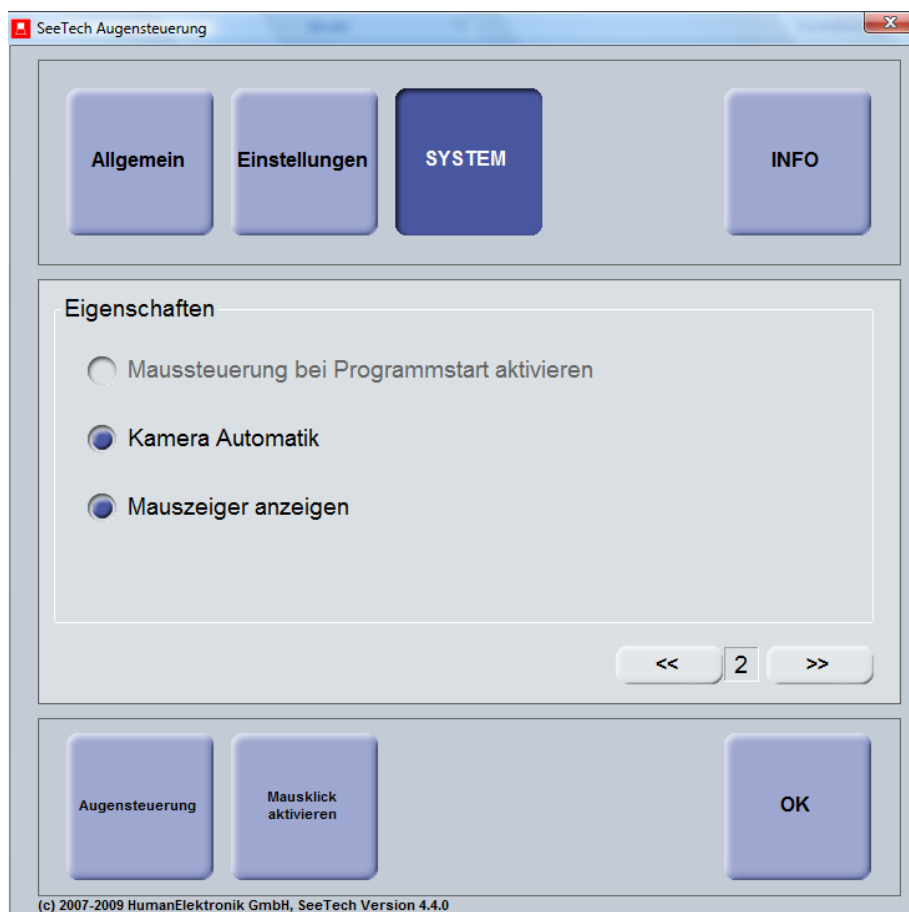 SeeTech Augensteuerung
Allgemein
Einstellungen
SYSTEM
INFO
Eigenschaften
Maussteuerung bei Programmstart aktivieren
Kamera Automatik
Mauszeiger anzeigen
<<
2
>>
Augensteuerung
Mausklick
aktivieren
OK
(c) 2007-2009 HumanElektronik GmbH, SeeTech Version 4.4.0